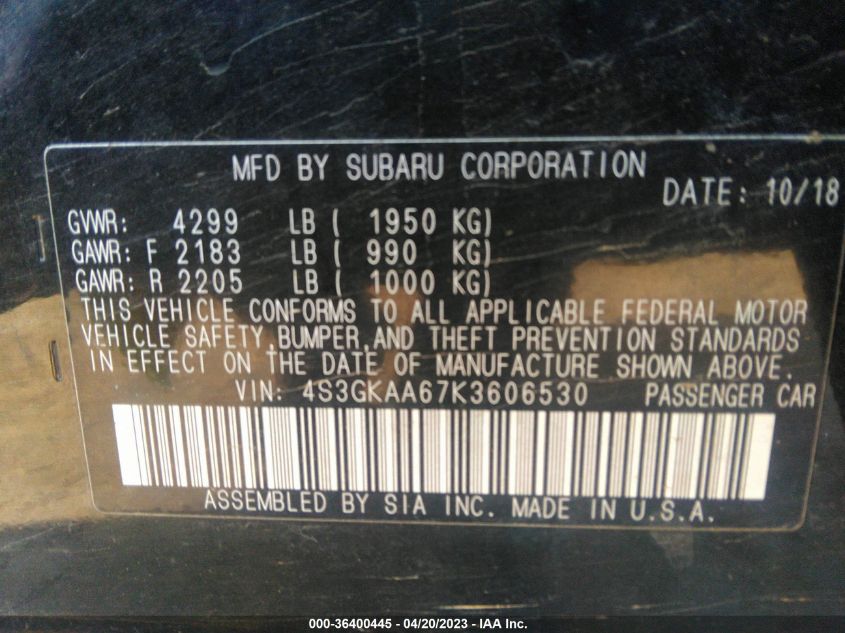 MFD BY SUBARU CORPORATION
DATE: 10/18
GVWR: 4299 LB ( 1950 KG)
GAWR: F 2183 LB ( 990 KG)
GAWR: R 2205 LB ( 1000 KG)
THIS VEHICLE CONFORMS TO ALL APPLICABLE FEDERAL MOTOR
VEHICLE SAFETY,BUMPER,AND THEFT PREVENTION STANDARDS
IN EFFECT ON THE DATE OF MANUFACTURE SHOWN ABOVE.
VIN: 4S3GKAA67K3606530 PASSENGER CAR
ASSEMBLED BY SIA INC. MADE IN U.S.A.
000-36400445 - 04/20/2023 - IAA Inc.